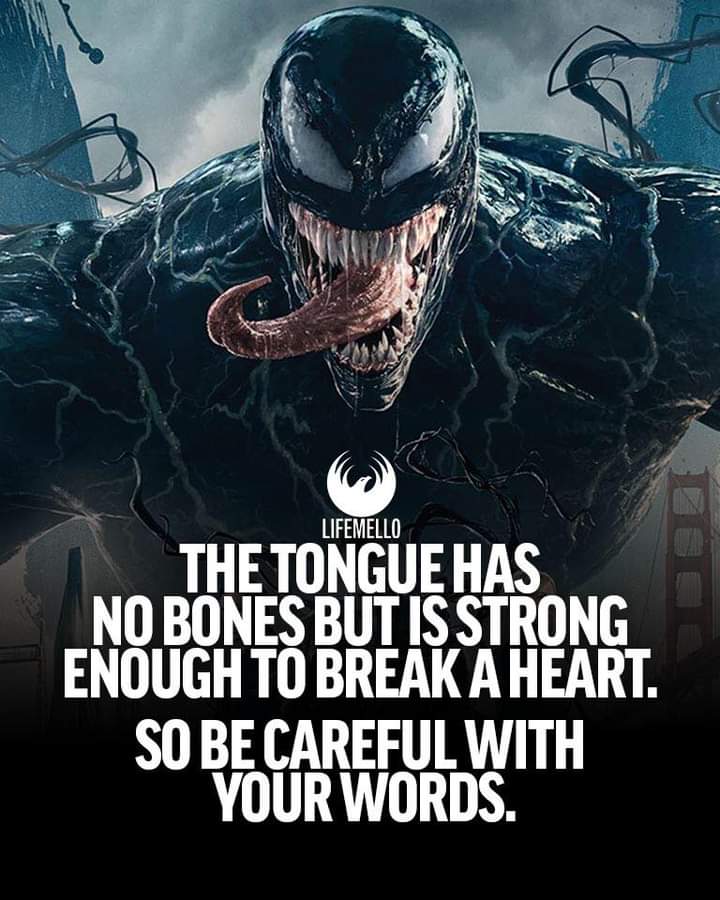 LIFEMELLO
THE TONGUE HAS
NO BONES BUT IS STRONG
ENOUGH TO BREAK A HEART.
SO BE CAREFUL WITH
YOUR WORDS.